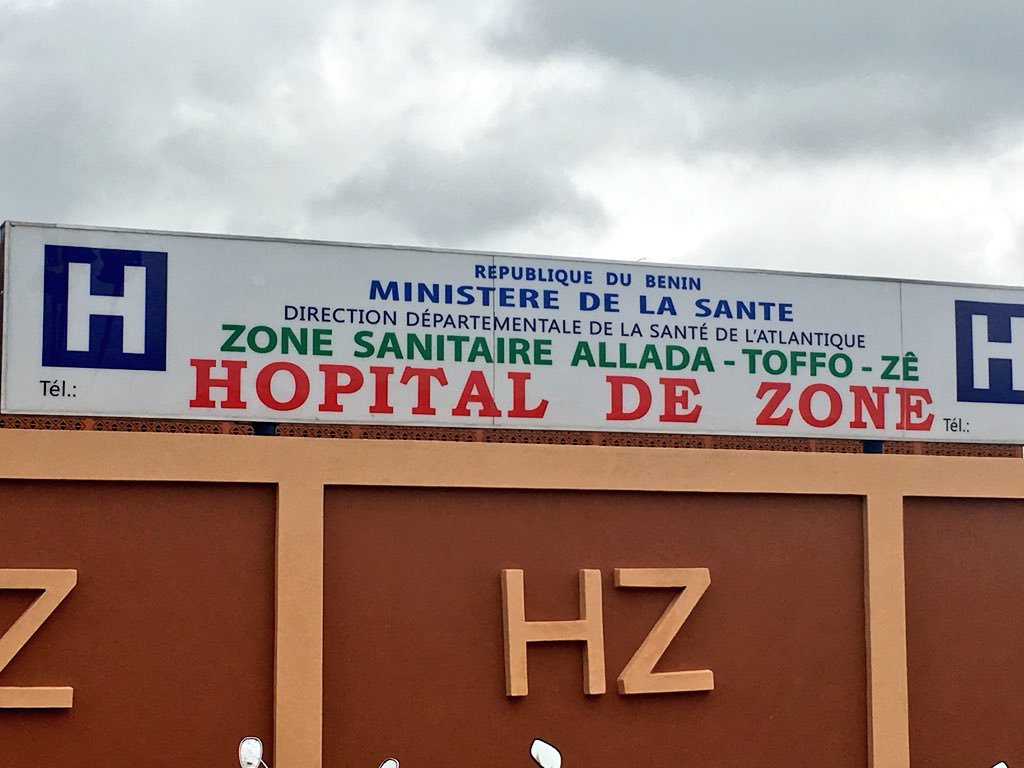 H
REPUBLIQUE DU BENIN
MINISTERE DE LA SANTE
DIRECTION DÉPARTEMENTALE DE LA SANTÉ DE L'ATLANTIQUE
ZONE SANITAIRE ALLADA - TOFFO - ZÊ
HOPITAL DE ZONE
Tél.:
H
Tél.:
Z
HZ